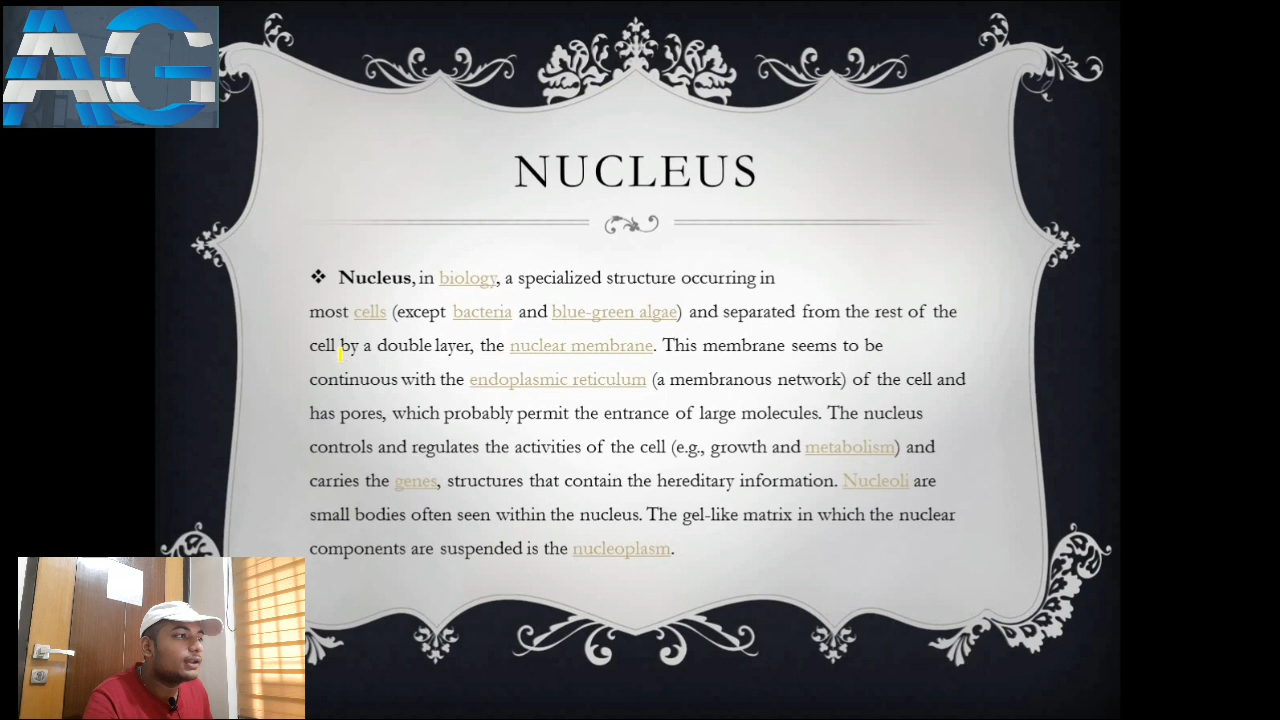 AG
NUCLEUS
❖ Nucleus, in biology, a specialized structure occurring in
most cells (except bacteria and blue-green algae) and separated from the rest of the
cell by a double layer, the nuclear membrane. This membrane seems to be
continuous with the endoplasmic reticulum (a membranous network) of the cell and
has pores, which probably permit the entrance of large molecules. The nucleus
controls and regulates the activities of the cell (e.g., growth and metabolism) and
carries the genes, structures that contain the hereditary information. Nucleoli are
small bodies often seen within the nucleus. The gel-like matrix in which the nuclear
components are suspended is the nucleoplasm.